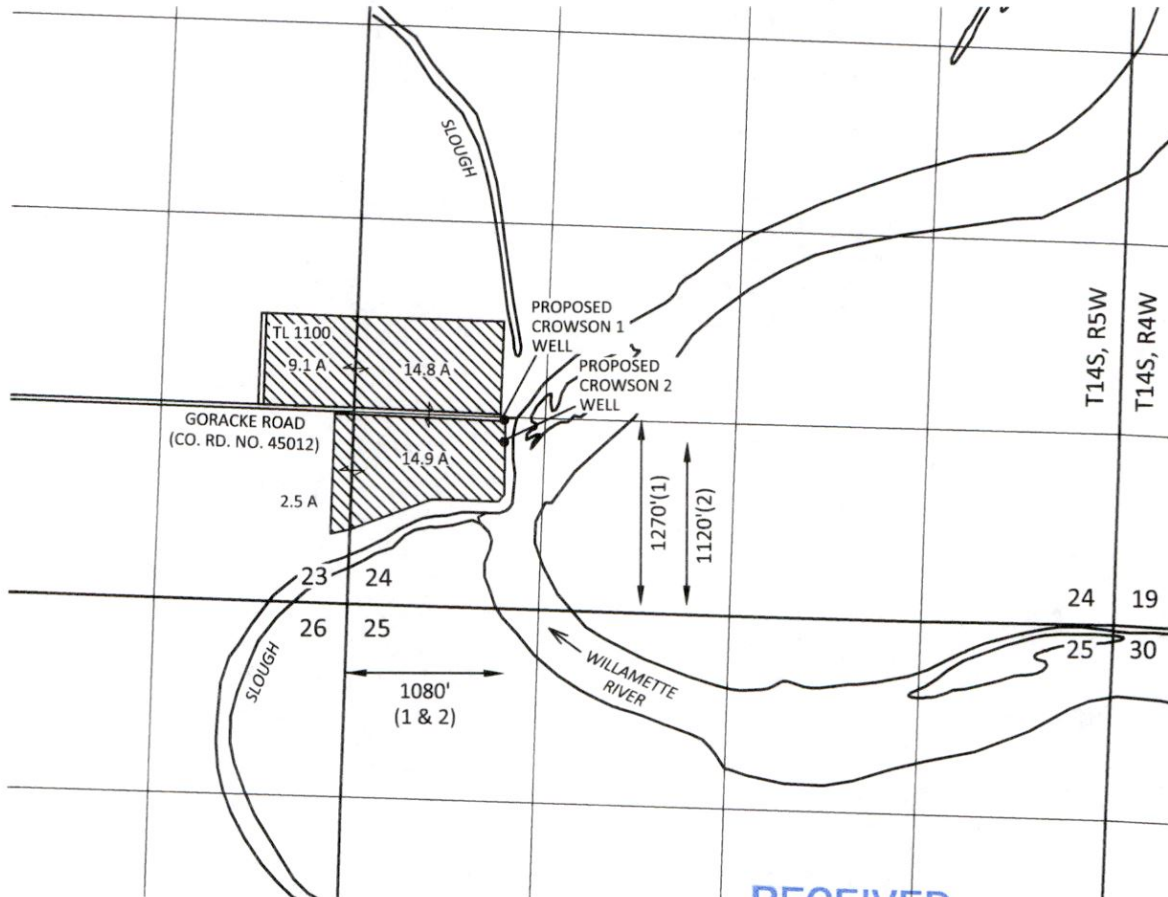 SLOUGH
PROPOSED
CROWSON 1
WELL
PROPOSED
CROWSON 2
WELL
T14S, R5W
T14S, R4W
TL 1100
9.1 A
14.8 A
GORACKE ROAD
(CO. RD. NO. 45012)
14.9 A
2.5 A
1270'(1)
1120'(2)
23
24
24
19
26
25
25
30
SLOUGH
WILLAMETTE
RIVER
1080'
(1 & 2)
RECEIVED